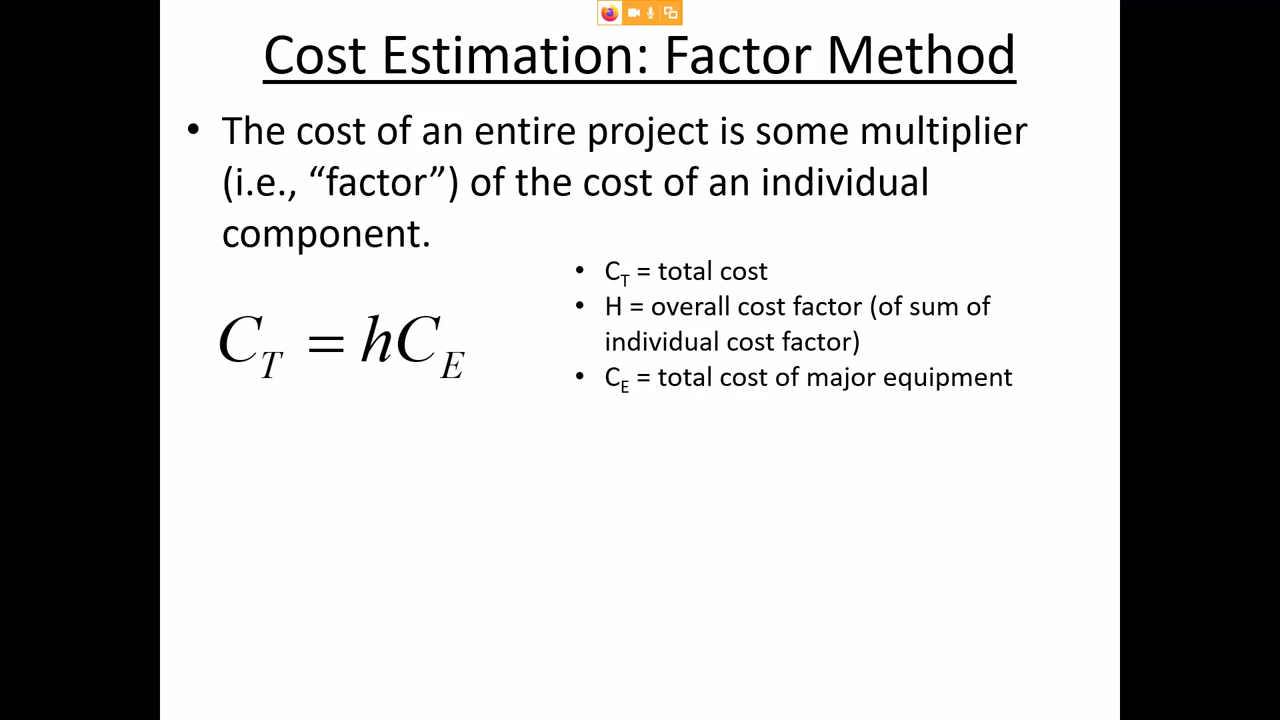 Cost Estimation: Factor Method
• The cost of an entire project is some multiplier
(i.e., “factor”) of the cost of an individual
component.
C_T = hC_E
• C_T = total cost
• H = overall cost factor (of sum of
individual cost factor)
• C_E = total cost of major equipment